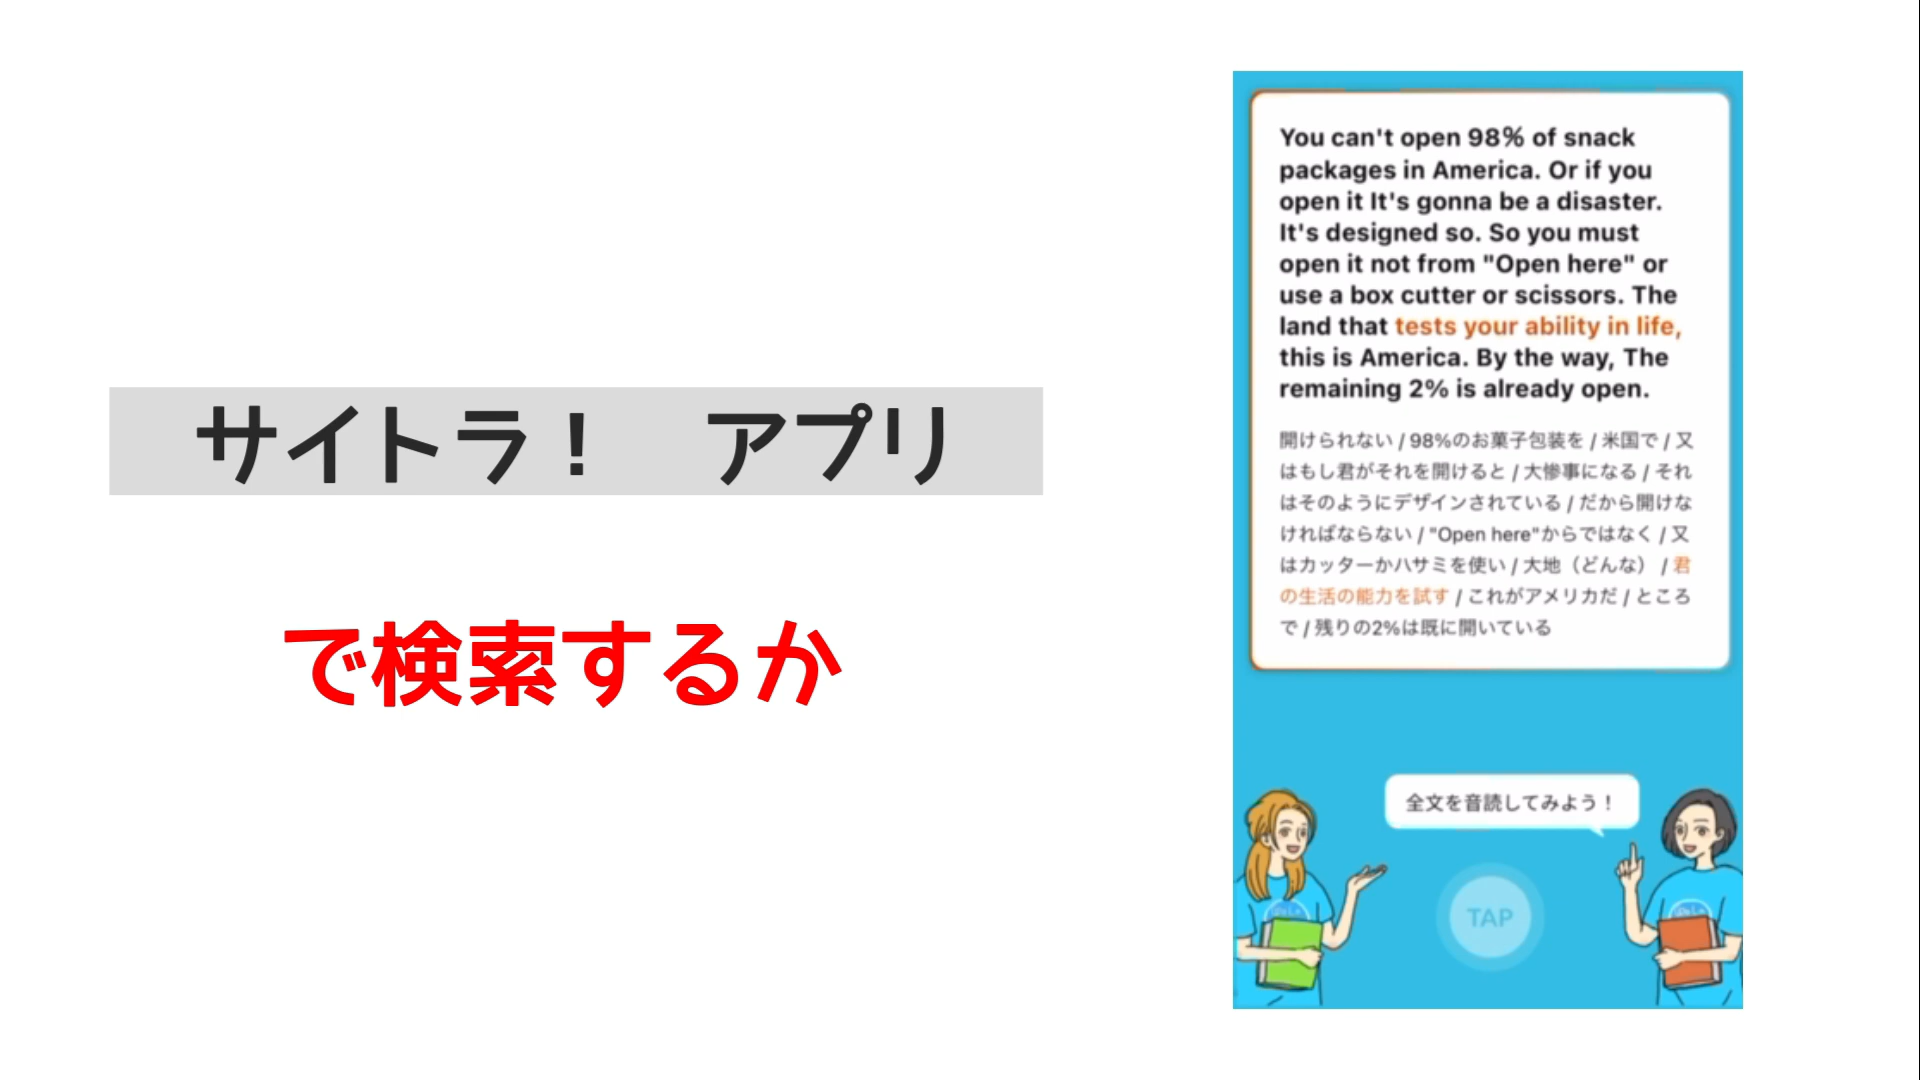 サイトラ！　アプリ
で検索するか
You can't open 98% of snack
packages in America. Or if you
open it It's gonna be a disaster.
It's designed so. So you must
open it not from "Open here" or
use a box cutter or scissors. The
land that tests your ability in life,
this is America. By the way, The
remaining 2% is already open.
開けられない / 98%のお菓子包装を / 米国で / 又
はもし君がそれを開けると / 大惨事になる / それ
はそのようにデザインされている / だから開けな
ければならない / "Open here"からではなく / 又
はカッターかハサミを使い / 大地（どんな） / 君
の生活の能力を試す / これがアメリカだ / ところ
で / 残りの2%は既に開いている
全文を音読してみよう！
TAP